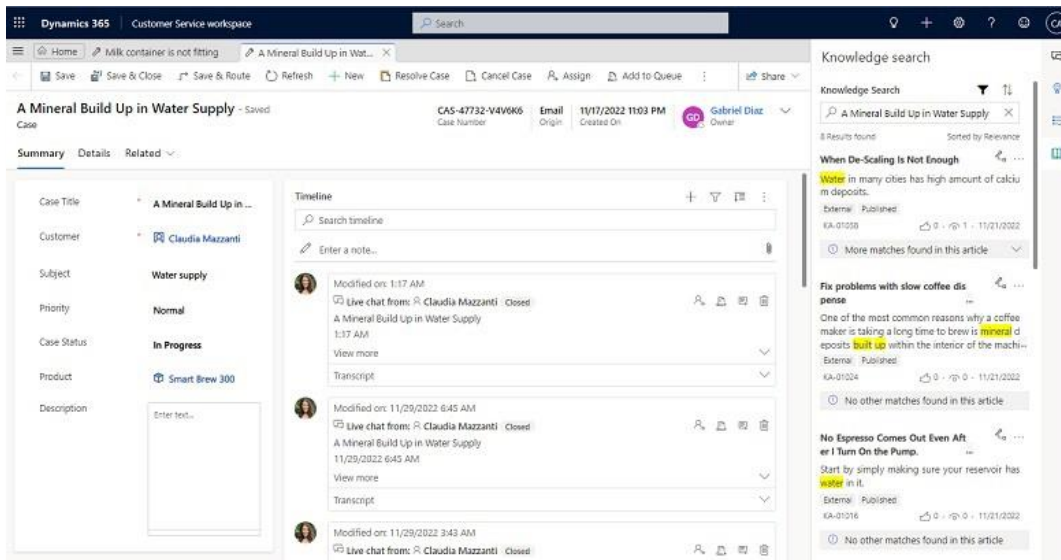 Dynamics 365 Customer Service workspace Search ? CA
Home Milk container is not fitting A Mineral Build Up in Wat...
Save Save & Close Save & Route Refresh New Resolve Case Cancel Case Assign Add to Queue Share
A Mineral Build Up in Water Supply - Saved
Case
CAS-47732-V4V6K6
Case Number
Email
Origin
11/17/2022 11:03 PM
Created On
GD
Gabriel Diaz
Owner
Summary Details Related
Case Title * A Mineral Build Up in ...
Customer * Claudia Mazzanti
Subject Water supply
Priority Normal
Case Status In Progress
Product Smart Brew 300
Description Enter text...
Timeline
Search timeline
Enter a note...
Modified on: 1:17 AM
Live chat from: Claudia Mazzanti Closed
A Mineral Build Up in Water Supply
1:17 AM
View more
Transcript
Modified on: 11/29/2022 6:45 AM
Live chat from: Claudia Mazzanti Closed
A Mineral Build Up in Water Supply
11/29/2022 6:45 AM
View more
Transcript
Modified on: 11/29/2022 3:43 AM
Live chat from: Claudia Mazzanti Closed
Knowledge search
Knowledge Search
A Mineral Build Up in Water Supply
8 Results found Sorted by Relevance
When De-Scaling Is Not Enough
Water in many cities has high amount of calciu
m deposits.
External Published
KA-01038 0 - 1 - 11/21/2022
More matches found in this article
Fix problems with slow coffee dis
pense
One of the most common reasons why a coffee
maker is taking a long time to brew is mineral d
eposits built up within the interior of the machi...
External Published
KA-01024 0 - 0 - 11/21/2022
No other matches found in this article
No Espresso Comes Out Even Aft
er I Turn On the Pump.
Start by simply making sure your reservoir has
water in it.
External Published
KA-01016 0 - 0 - 11/21/2022
No other matches found in this article